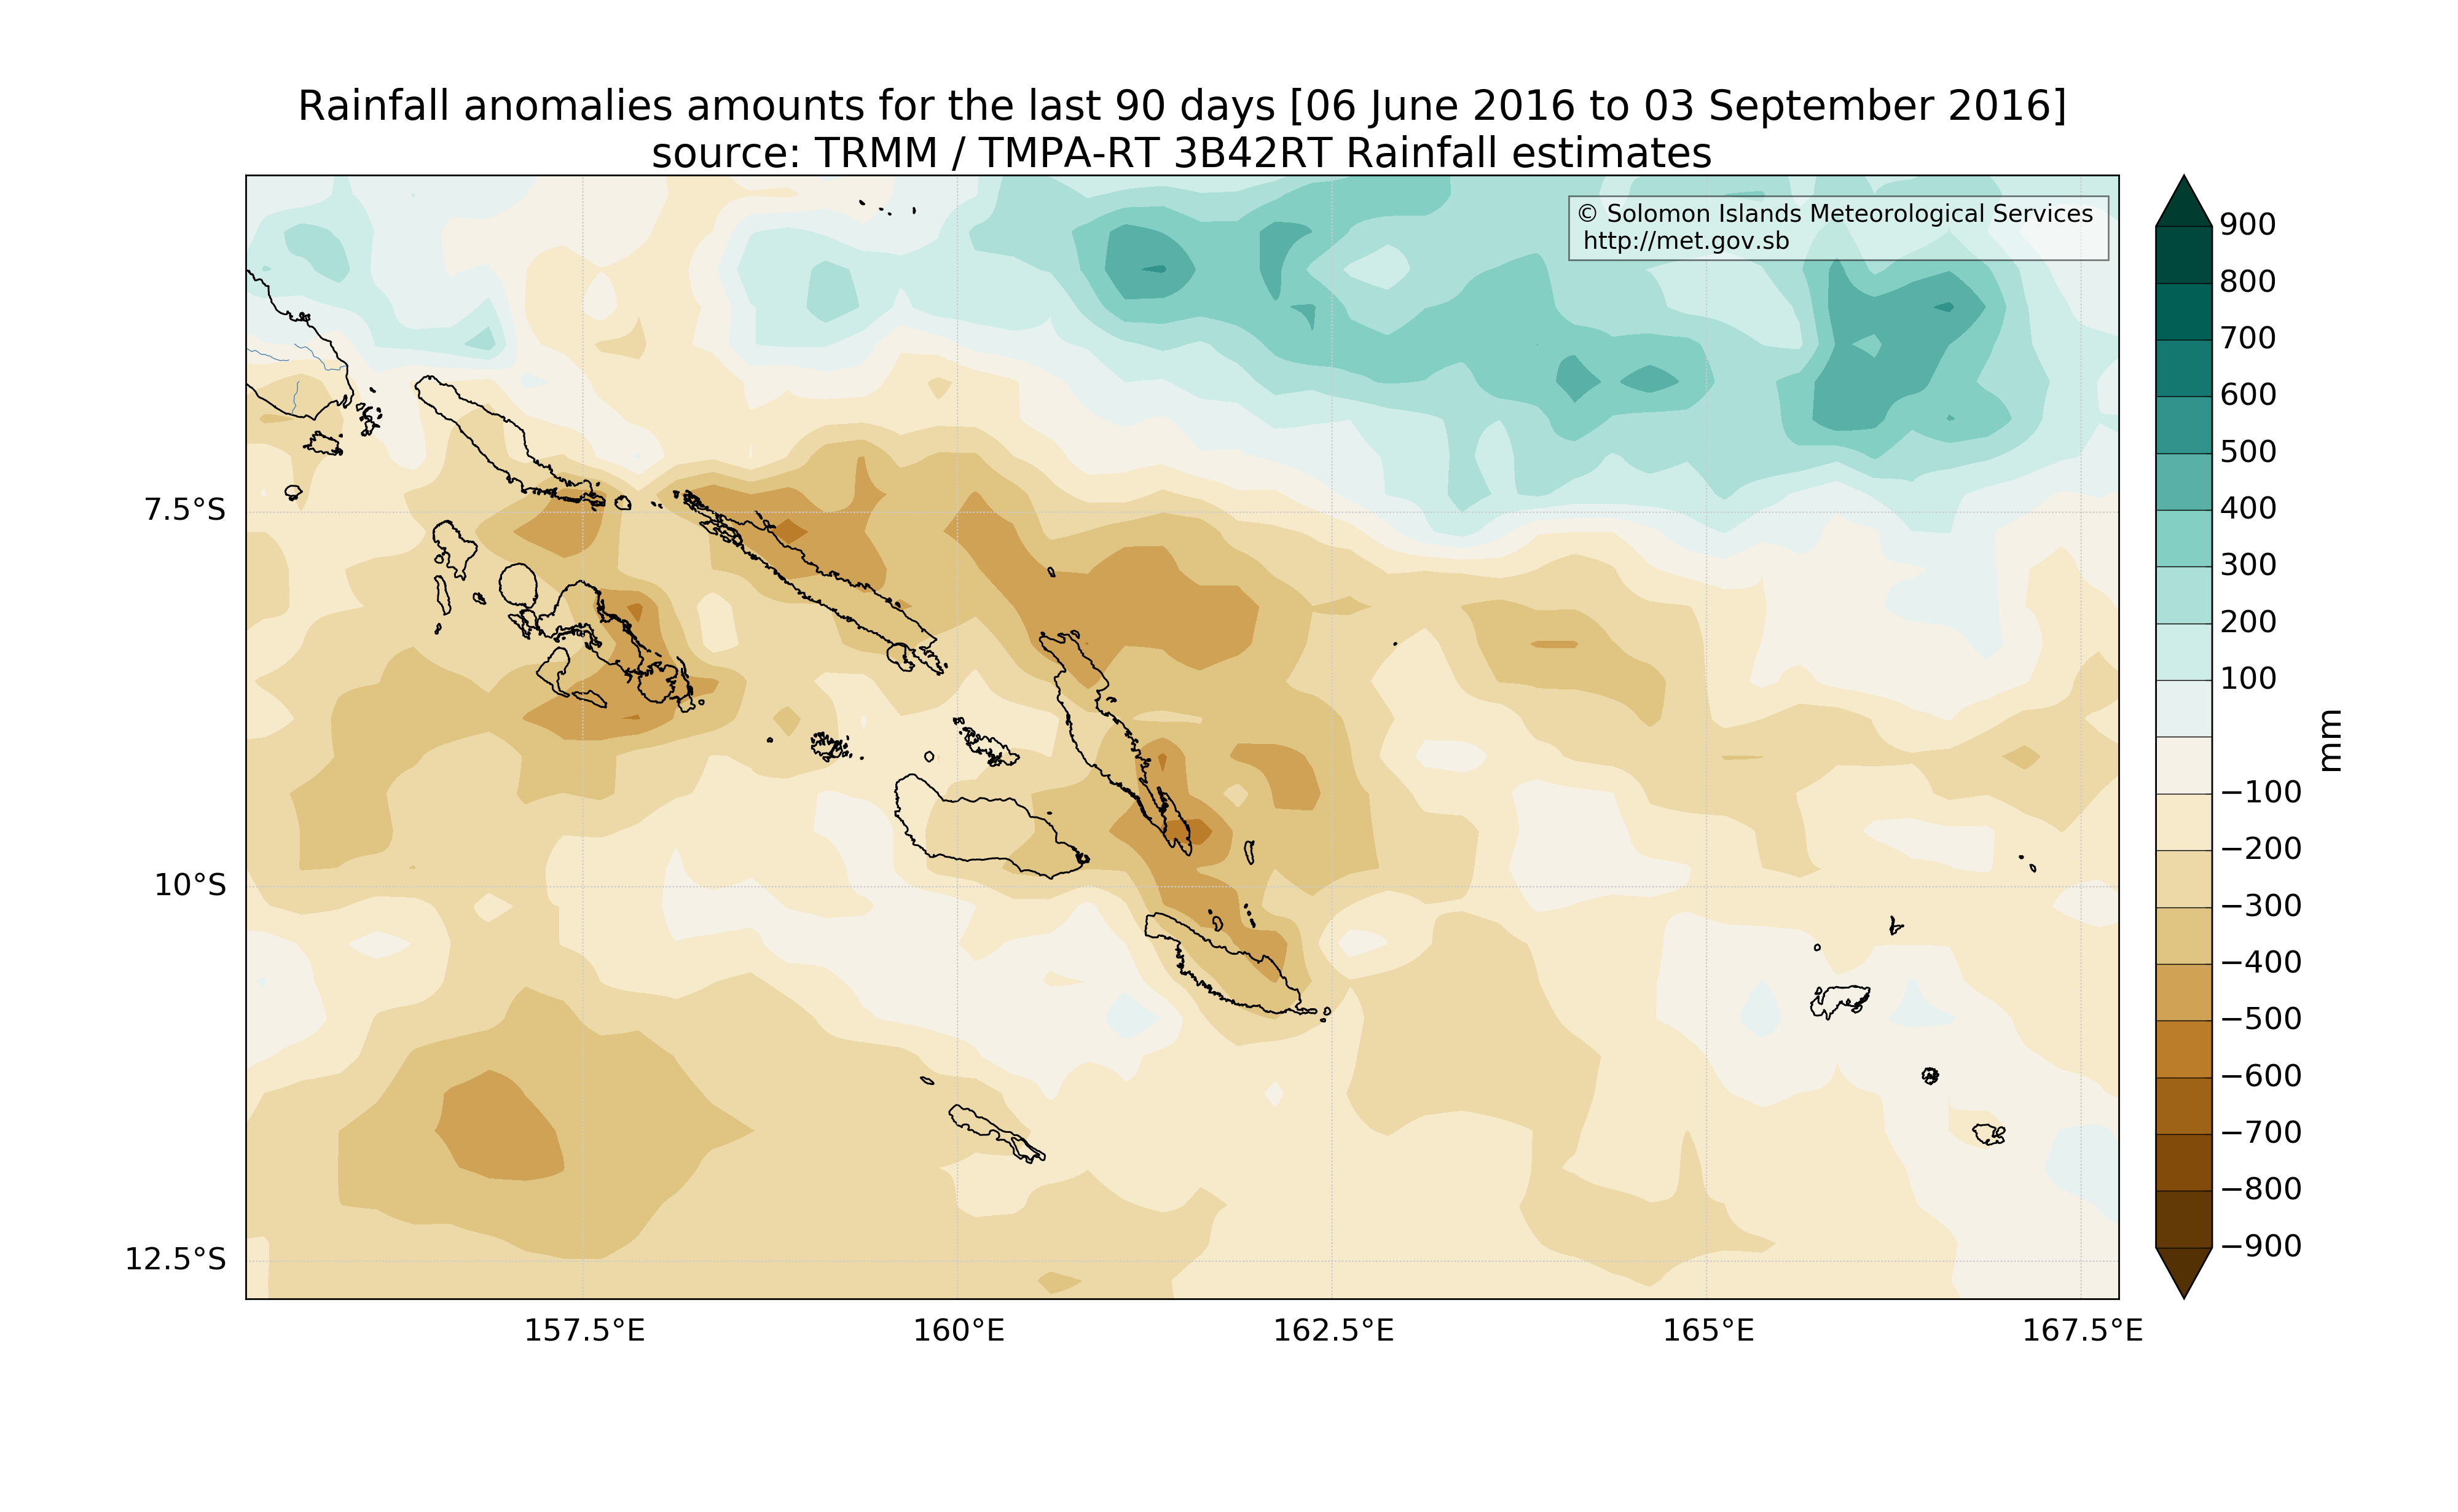 Rainfall anomalies amounts for the last 90 days [06 June 2016 to 03 September 2016]
source: TRMM / TMPA-RT 3B42RT Rainfall estimates
© Solomon Islands Meteorological Services
http://met.gov.sb
7.5°S
10°S
12.5°S
157.5°E
160°E
162.5°E
165°E
167.5°E
900
800
700
600
500
400
300
200
100
−100
−200
−300
−400
−500
−600
−700
−800
−900
mm